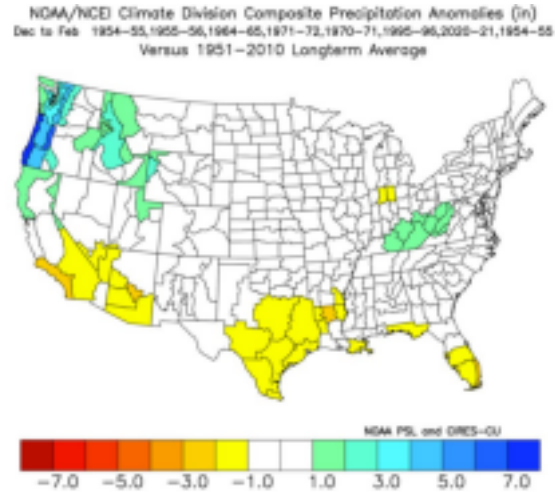 NOAA/NCEI Climate Division Composite Precipitation Anomalies (in)
Dec to Feb 1954-55,1955-56,1964-65,1971-72,1970-71,1995-96,2020-21,1954-55
Versus 1951-2010 Longterm Average
NOAA PSL and CIRES-CU
-7.0 -5.0 -3.0 -1.0 1.0 3.0 5.0 7.0